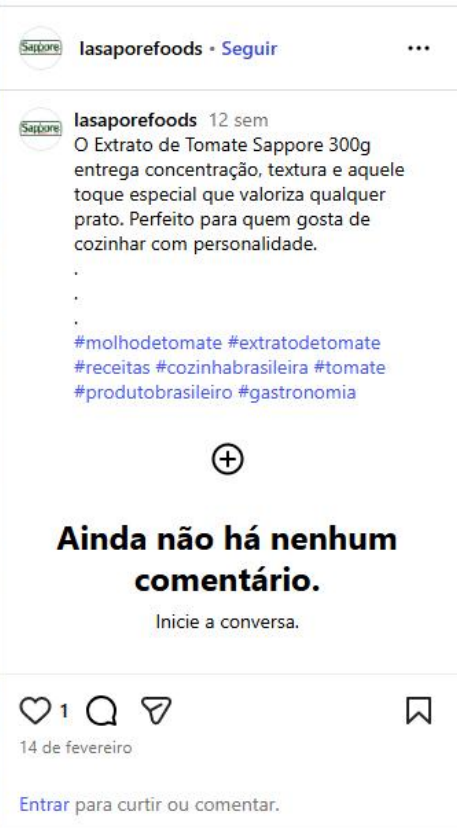 Sappore
lasaporefoods • Seguir
Sappore
lasaporefoods 12 sem
O Extrato de Tomate Sappore 300g
entrega concentração, textura e aquele
toque especial que valoriza qualquer
prato. Perfeito para quem gosta de
cozinhar com personalidade.
.
.
.
#molhodetomate #extratodetomate
#receitas #cozinhabrasileira #tomate
#produtobrasileiro #gastronomia
Ainda não há nenhum
comentário.
Inicie a conversa.
1
14 de fevereiro
Entrar para curtir ou comentar.